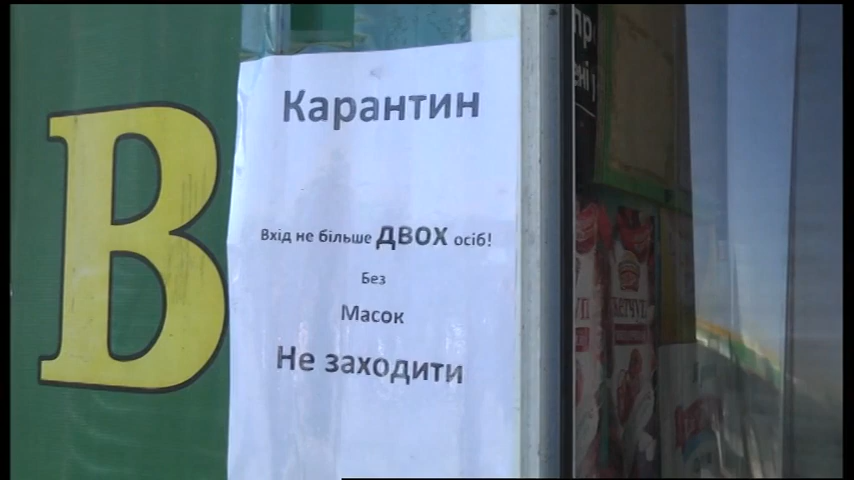 В
Карантин
Вхід не більше ДВОХ осіб!
Без
Масок
Не заходити